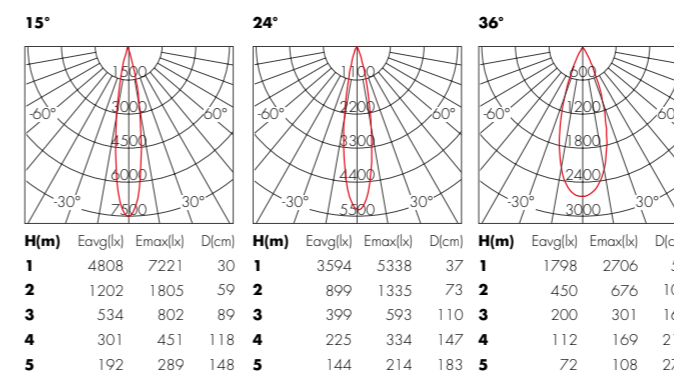 15° 24° 36°
1500 1100 600
3000 2200 1200
-60° 60° -60° 60° -60°
4500 3300 1800
6000 4400 2400
-30° 30° -30° 30° -30° 30°
7500 5500 3000
H(m) Eavg(lx) Emax(lx) D(cm) H(m) Eavg(lx) Emax(lx) D(cm) H(m) Eavg(lx) Emax(lx)
1 4808 7221 30 1 3594 5338 37 1 1798 2706
2 1202 1805 59 2 899 1335 73 2 450 676
3 534 802 89 3 399 593 110 3 200 301
4 301 451 118 4 225 334 147 4 112 169
5 192 289 148 5 144 214 183 5 72 108